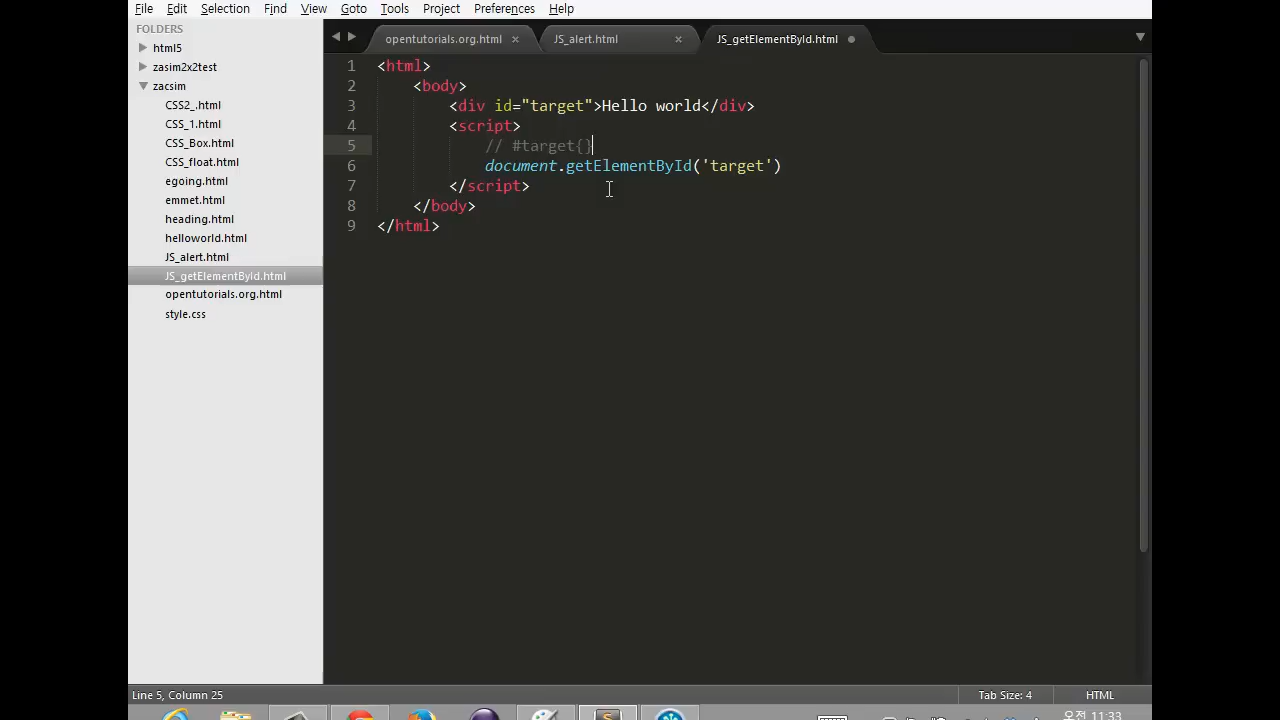 File Edit Selection Find View Goto Tools Project Preferences Help
FOLDERS
html5
zasim2x2test
zacsim
CSS2_.html
CSS_1.html
CSS_Box.html
CSS_float.html
egoing.html
emmet.html
heading.html
helloworld.html
JS_alert.html
JS_getElementById.html
opentutorials.org.html
style.css
opentutorials.org.html × JS_alert.html × JS_getElementById.html
1 <html>
2 <body>
3 <div id="target">Hello world</div>
4 <script>
5 // #target{}
6 document.getElementById('target')
7 </script>
8 </body>
9 </html>
Line 5, Column 25 Tab Size: 4 HTML
오전 11:33